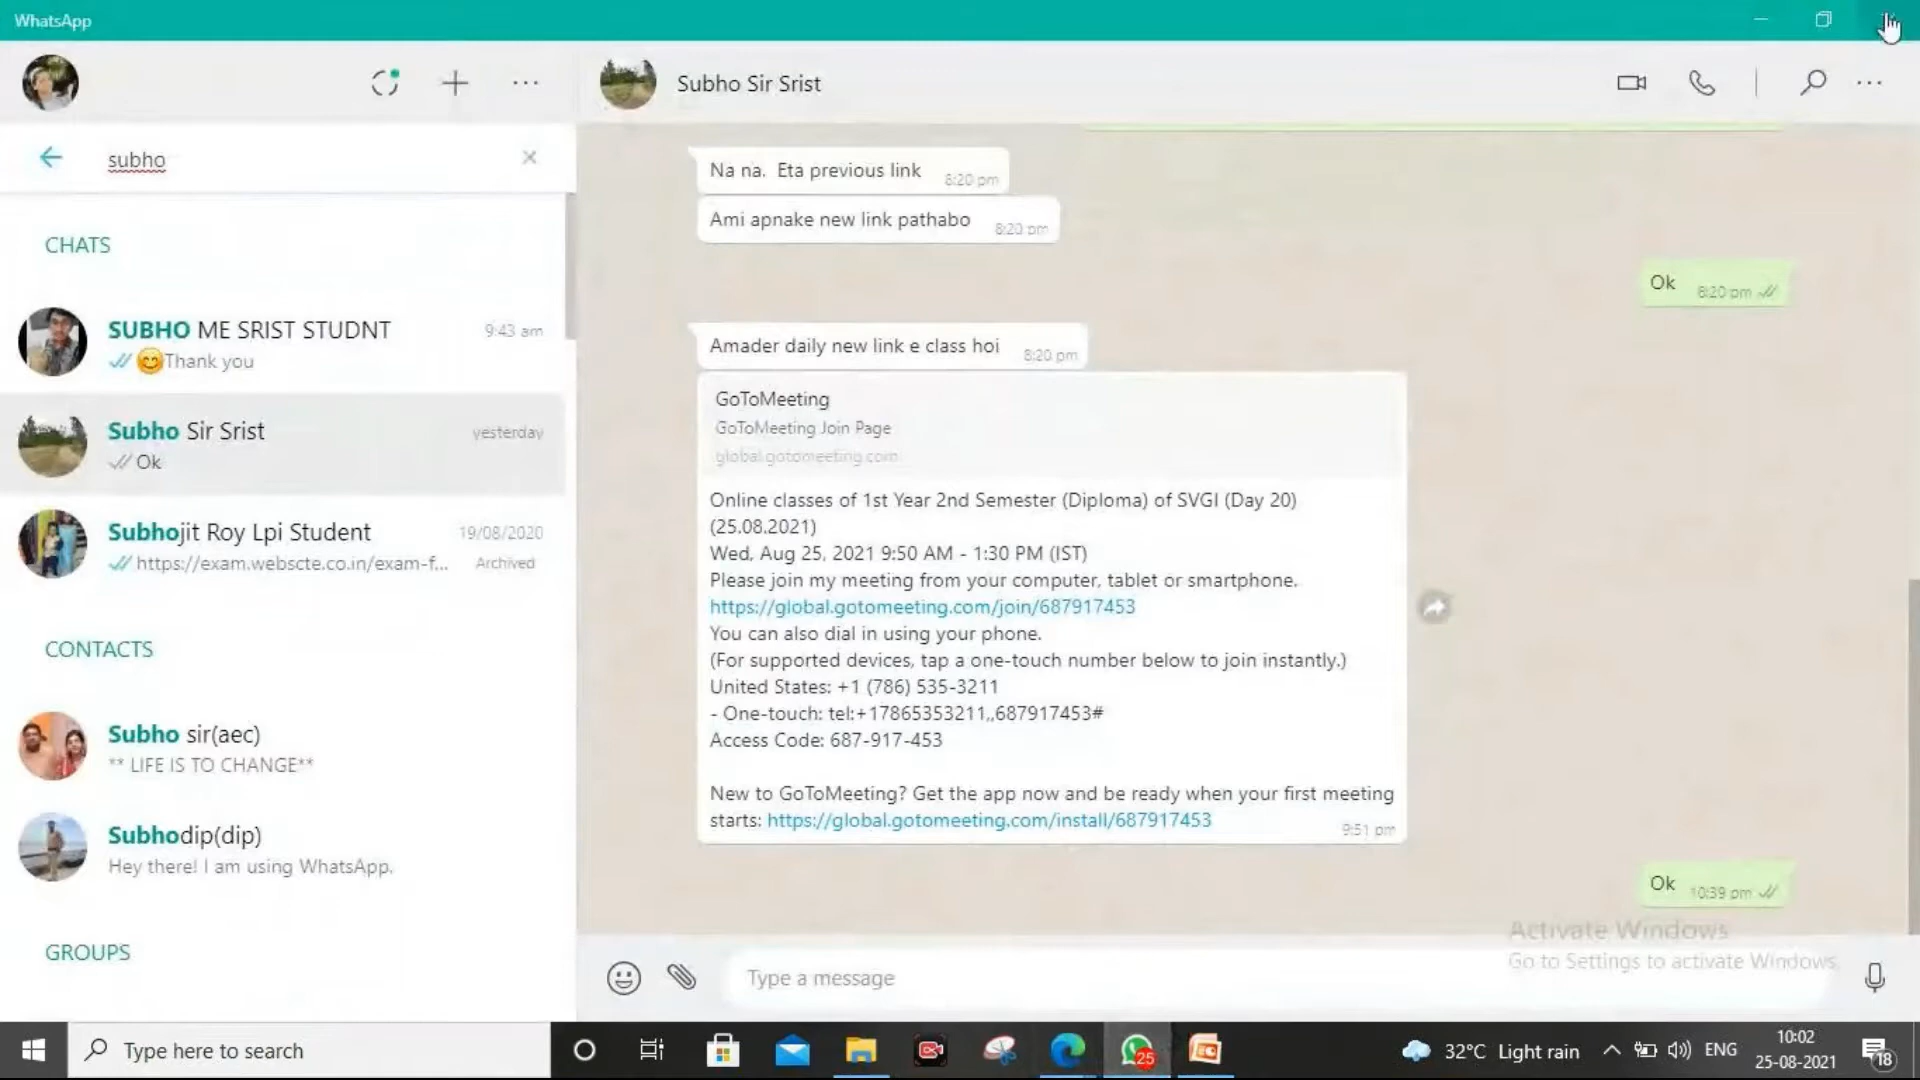 WhatsApp
subho
CHATS
SUBHO ME SRIST STUDNT 9:43 am
😊Thank you
Subho Sir Srist yesterday
Ok
Subhojit Roy Lpi Student 19/08/2020
https://exam.webscte.co.in/exam-f... Archived
CONTACTS
Subho sir(aec)
** LIFE IS TO CHANGE**
Subhodip(dip)
Hey there! I am using WhatsApp.
GROUPS
Subho Sir Srist
Na na. Eta previous link 8:20 pm
Ami apnake new link pathabo 8:20 pm
Ok 8:20 pm
Amader daily new link e class hoi 8:20 pm
GoToMeeting
GoToMeeting Join Page
global.gotomeeting.com
Online classes of 1st Year 2nd Semester (Diploma) of SVGI (Day 20)
(25.08.2021)
Wed, Aug 25, 2021 9:50 AM - 1:30 PM (IST)
Please join my meeting from your computer, tablet or smartphone.
https://global.gotomeeting.com/join/687917453
You can also dial in using your phone.
(For supported devices, tap a one-touch number below to join instantly.)
United States: +1 (786) 535-3211
- One-touch: tel:+17865353211,,687917453#
Access Code: 687-917-453
New to GoToMeeting? Get the app now and be ready when your first meeting
starts: https://global.gotomeeting.com/install/687917453
9:51 pm
Ok 10:39 pm
Activate Windows
Go to Settings to activate Windows.
Type a message
Type here to search
25
32°C Light rain
ENG
10:02
25-08-2021
18